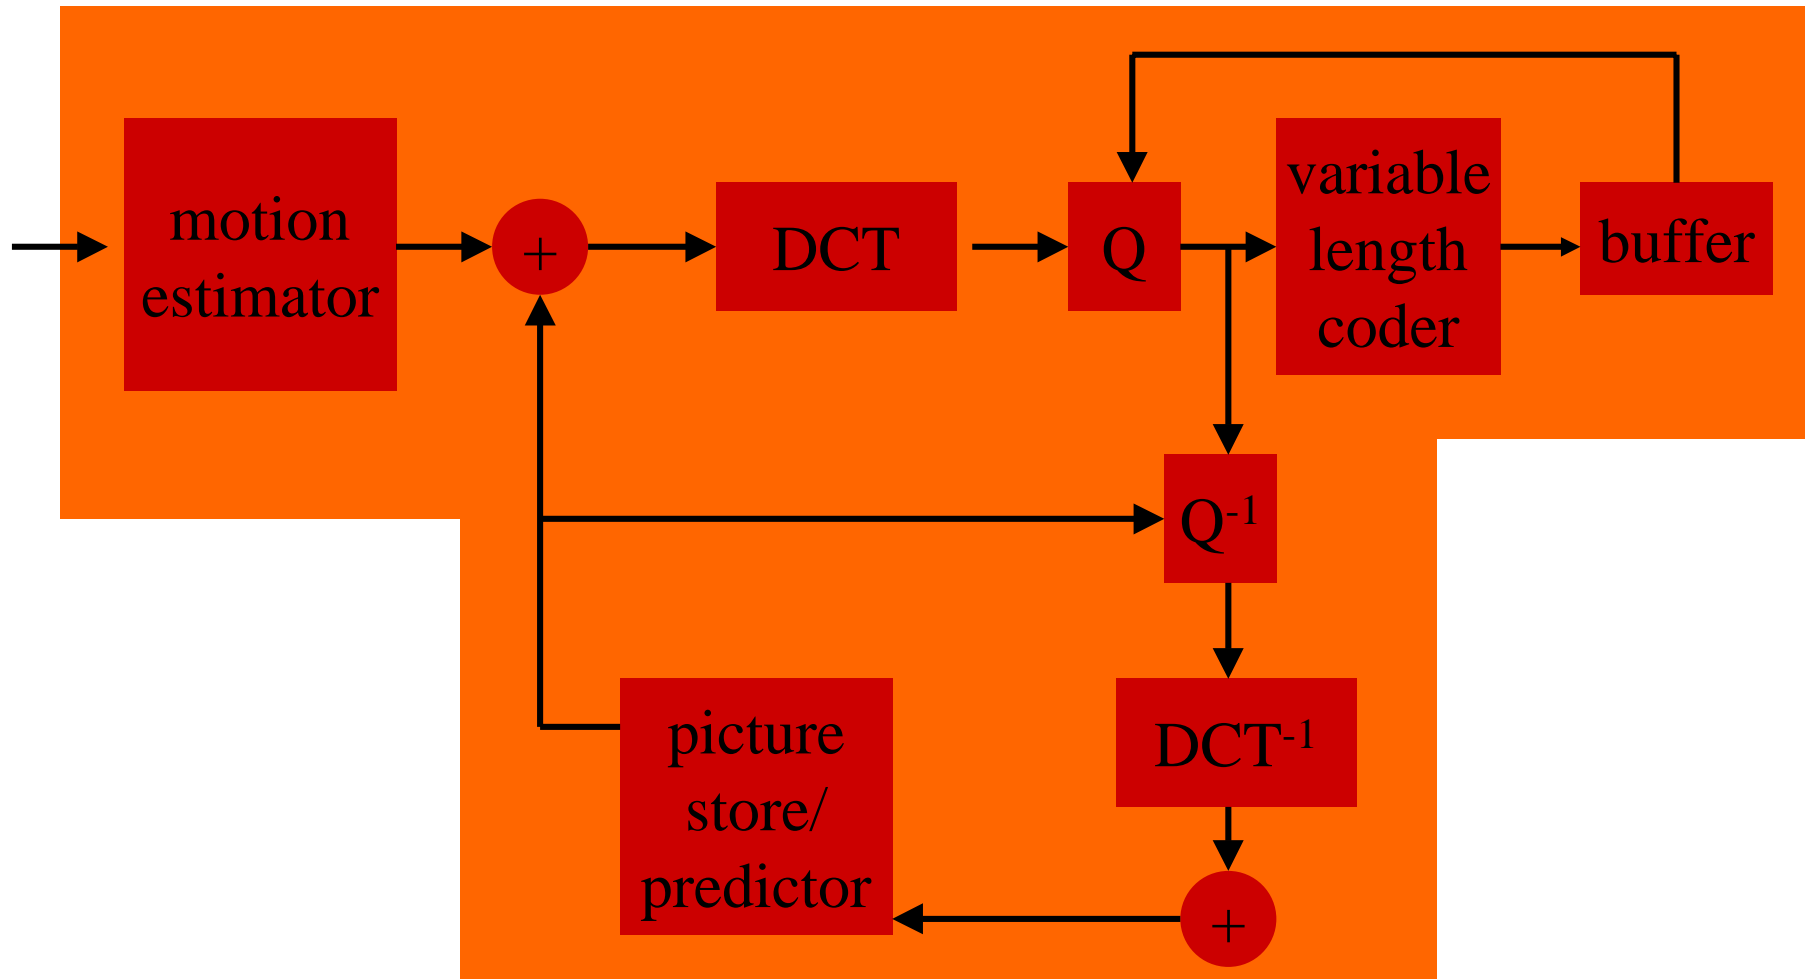 motion
estimator
+
DCT
Q
variable
length
coder
buffer
Q-1
DCT-1
picture
store/
predictor
+